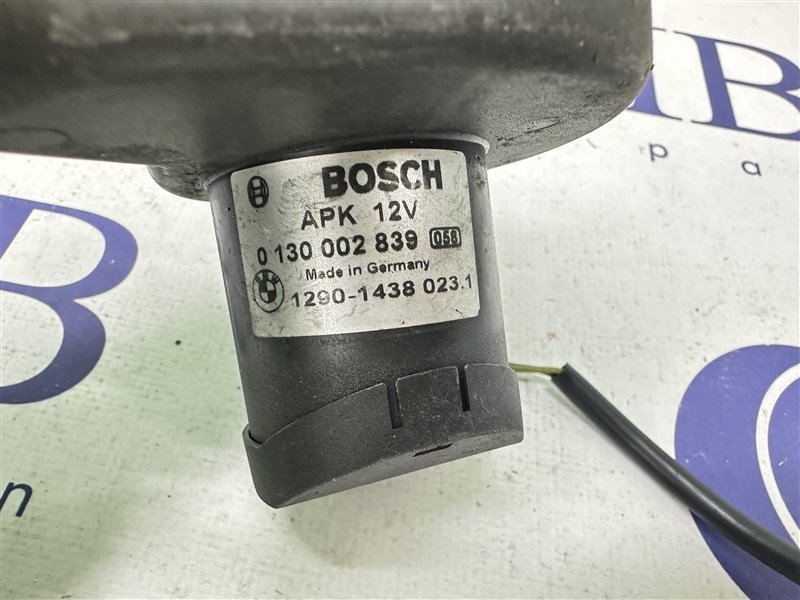 BOSCH
APK 12V
0 130 002 839 058
Made in Germany
1290-1438 023.1